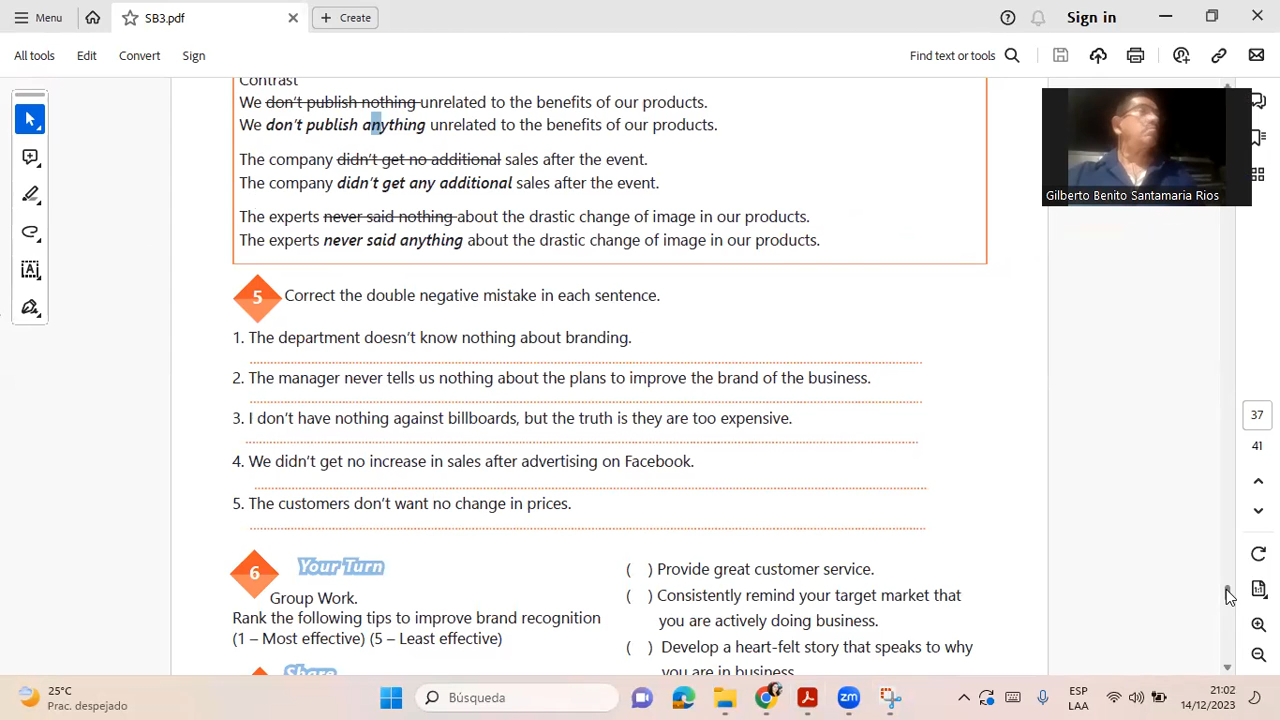 Menu
SB3.pdf
Create
Sign in
All tools
Edit
Convert
Sign
Find text or tools
Contrast
We don't publish nothing unrelated to the benefits of our products.
We don't publish anything unrelated to the benefits of our products.
The company didn't get no additional sales after the event.
The company didn't get any additional sales after the event.
The experts never said nothing about the drastic change of image in our products.
The experts never said anything about the drastic change of image in our products.
Gilberto Benito Santamaria Rios
5 Correct the double negative mistake in each sentence.
1. The department doesn't know nothing about branding.
2. The manager never tells us nothing about the plans to improve the brand of the business.
3. I don't have nothing against billboards, but the truth is they are too expensive.
4. We didn't get no increase in sales after advertising on Facebook.
5. The customers don't want no change in prices.
37
41
6 Your Turn
Group Work.
Rank the following tips to improve brand recognition
(1 – Most effective) (5 – Least effective)
Share
( ) Provide great customer service.
( ) Consistently remind your target market that
you are actively doing business.
( ) Develop a heart-felt story that speaks to why
you are in business.
25°C
Prac. despejado
Búsqueda
ESP
LAA
21:02
14/12/2023